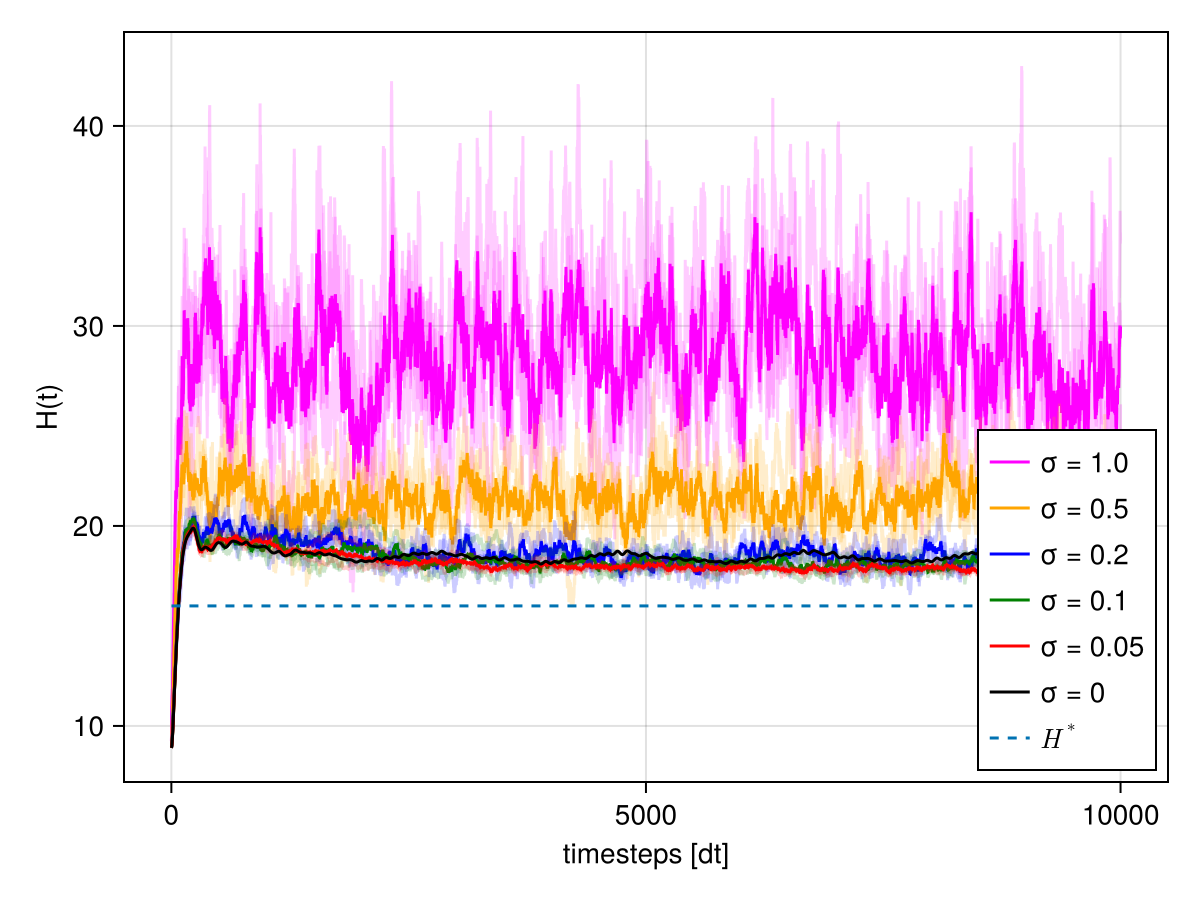 H(t)
40
30
20
10
0
5000
10000
timesteps [dt]
σ = 1.0
σ = 0.5
σ = 0.2
σ = 0.1
σ = 0.05
σ = 0
H*